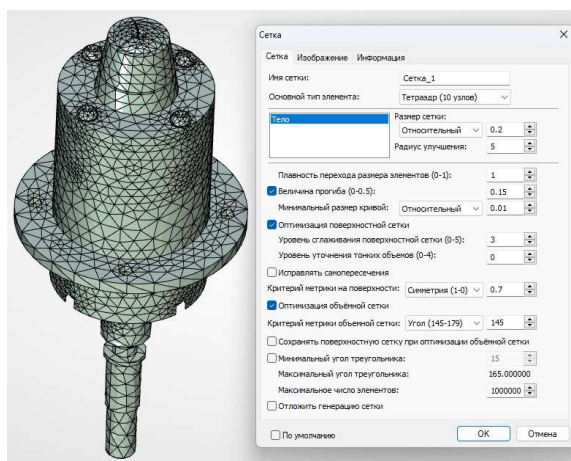 Сетка
Сетка Изображение Информация
Имя сетки: Сетка_1
Основной тип элемента: Тетраэдр (10 узлов)
Тело
Размер сетки:
Относительный 0.2
Радиус улучшения: 5
Плавность перехода размера элементов (0-1): 1
Величина прогиба (0-0.5): 0.15
Минимальный размер кривой: Относительный 0.01
Оптимизация поверхностной сетки
Уровень сглаживания поверхностной сетки (0-5): 3
Уровень уточнения тонких объемов (0-4): 0
Исправлять самопересечения
Критерий метрики на поверхности: Симметрия (1-0) 0.7
Оптимизация объёмной сетки
Критерий метрики объемной сетки: Угол (145-179) 145
Сохранять поверхностную сетку при оптимизации объёмной сетки
Минимальный угол треугольника: 15
Максимальный угол треугольника: 165.000000
Максимальное число элементов: 1000000
Отложить генерацию сетки
По умолчанию OK Отмена